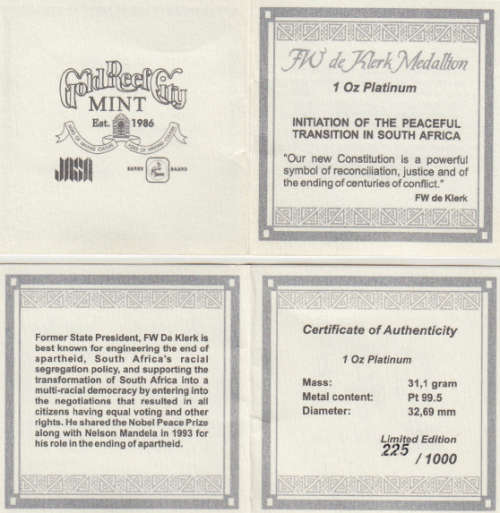 Gold Reef City
MINT
Est. 1986
JASA
FW de Klerk Medallion
1 Oz Platinum
INITIATION OF THE PEACEFUL
TRANSITION IN SOUTH AFRICA
"Our new Constitution is a powerful
symbol of reconciliation, justice and of
the ending of centuries of conflict."
FW de Klerk
Former State President, FW De Klerk is
best known for engineering the end of
apartheid, South Africa's racial
segregation policy, and supporting the
transformation of South Africa into a
multi-racial democracy by entering into
the negotiations that resulted in all
citizens having equal voting and other
rights. He shared the Nobel Peace Prize
along with Nelson Mandela in 1993 for
his role in the ending of apartheid.
Certificate of Authenticity
1 Oz Platinum
Mass: 31,1 gram
Metal content: Pt 99.5
Diameter: 32,69 mm
Limited Edition
225 / 1000